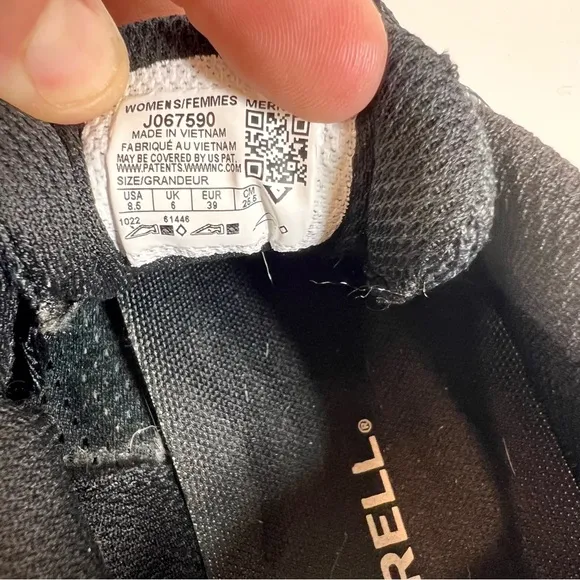 WOMENS/FEMMES
J067590
MADE IN VIETNAM
FABRIQUÉ AU VIETNAM
MAY BE COVERED BY US PAT.
WWW.PATENTS.WWWINC.COM
SIZE/GRANDEUR
USA UK EUR CM
8.5 6 39 25.5
1022 61446
RELL®